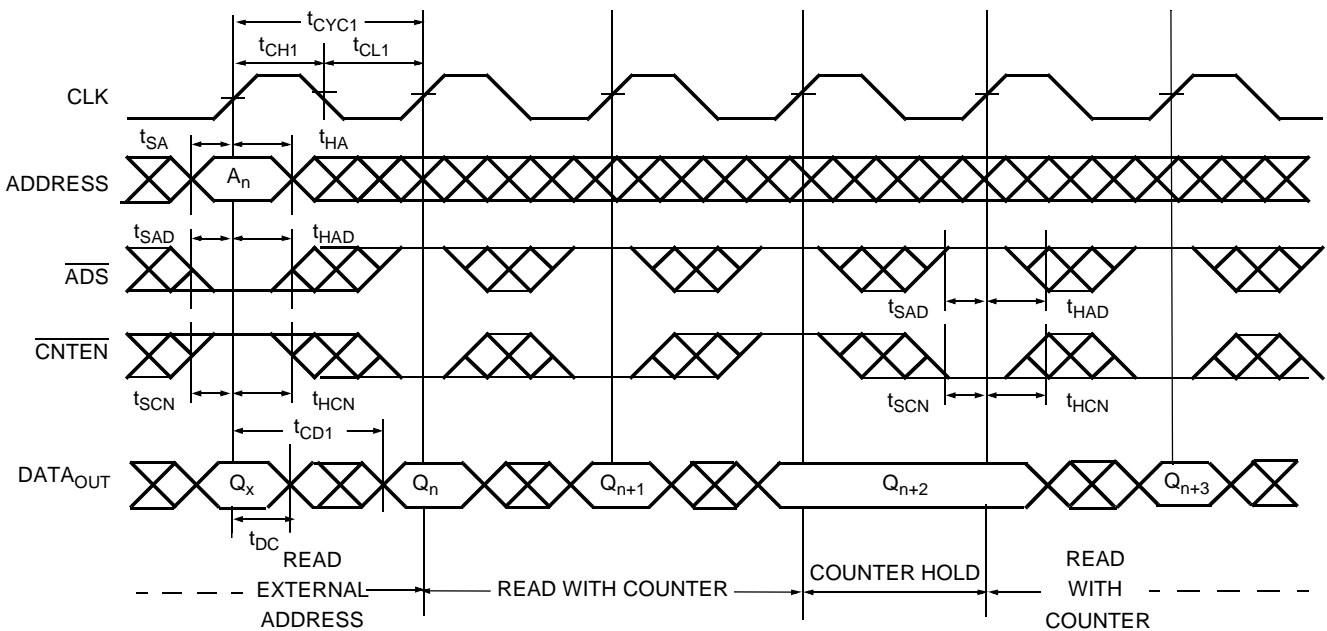 tCYC1
tCH1 tCL1
CLK
tSA tHA
ADDRESS An
tSAD tHAD
ADS
tSAD tHAD
CNTEN
tSCN tHCN tSCN tHCN
tCD1
DATAOUT Qx Qn Qn+1 Qn+2 Qn+3
tDC
READ
EXTERNAL
ADDRESS
READ WITH COUNTER
COUNTER HOLD
READ
WITH
COUNTER